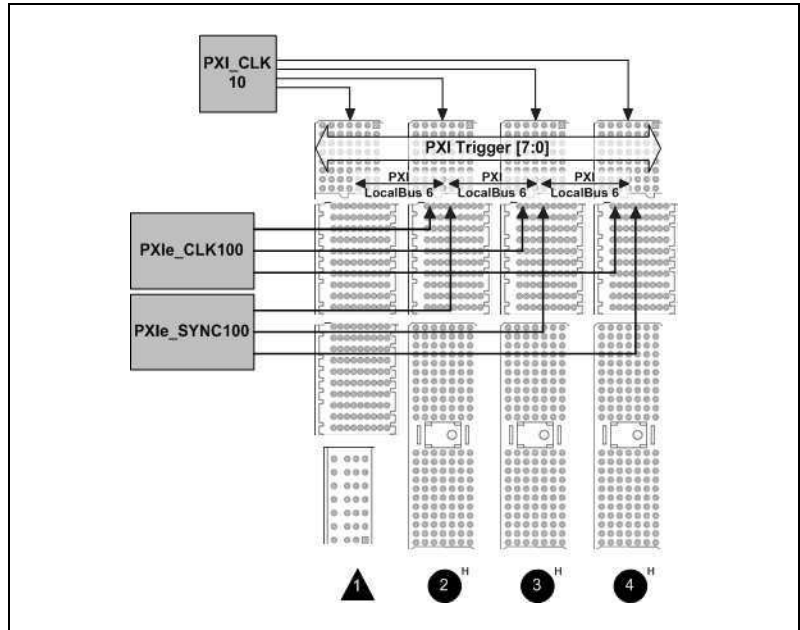 PXI_CLK
10
PXI Trigger [7:0]
PXI
LocalBus 6
PXI
LocalBus 6
PXI
LocalBus 6
PXIe_CLK100
PXIe_SYNC100
1
2 H
3 H
4 H